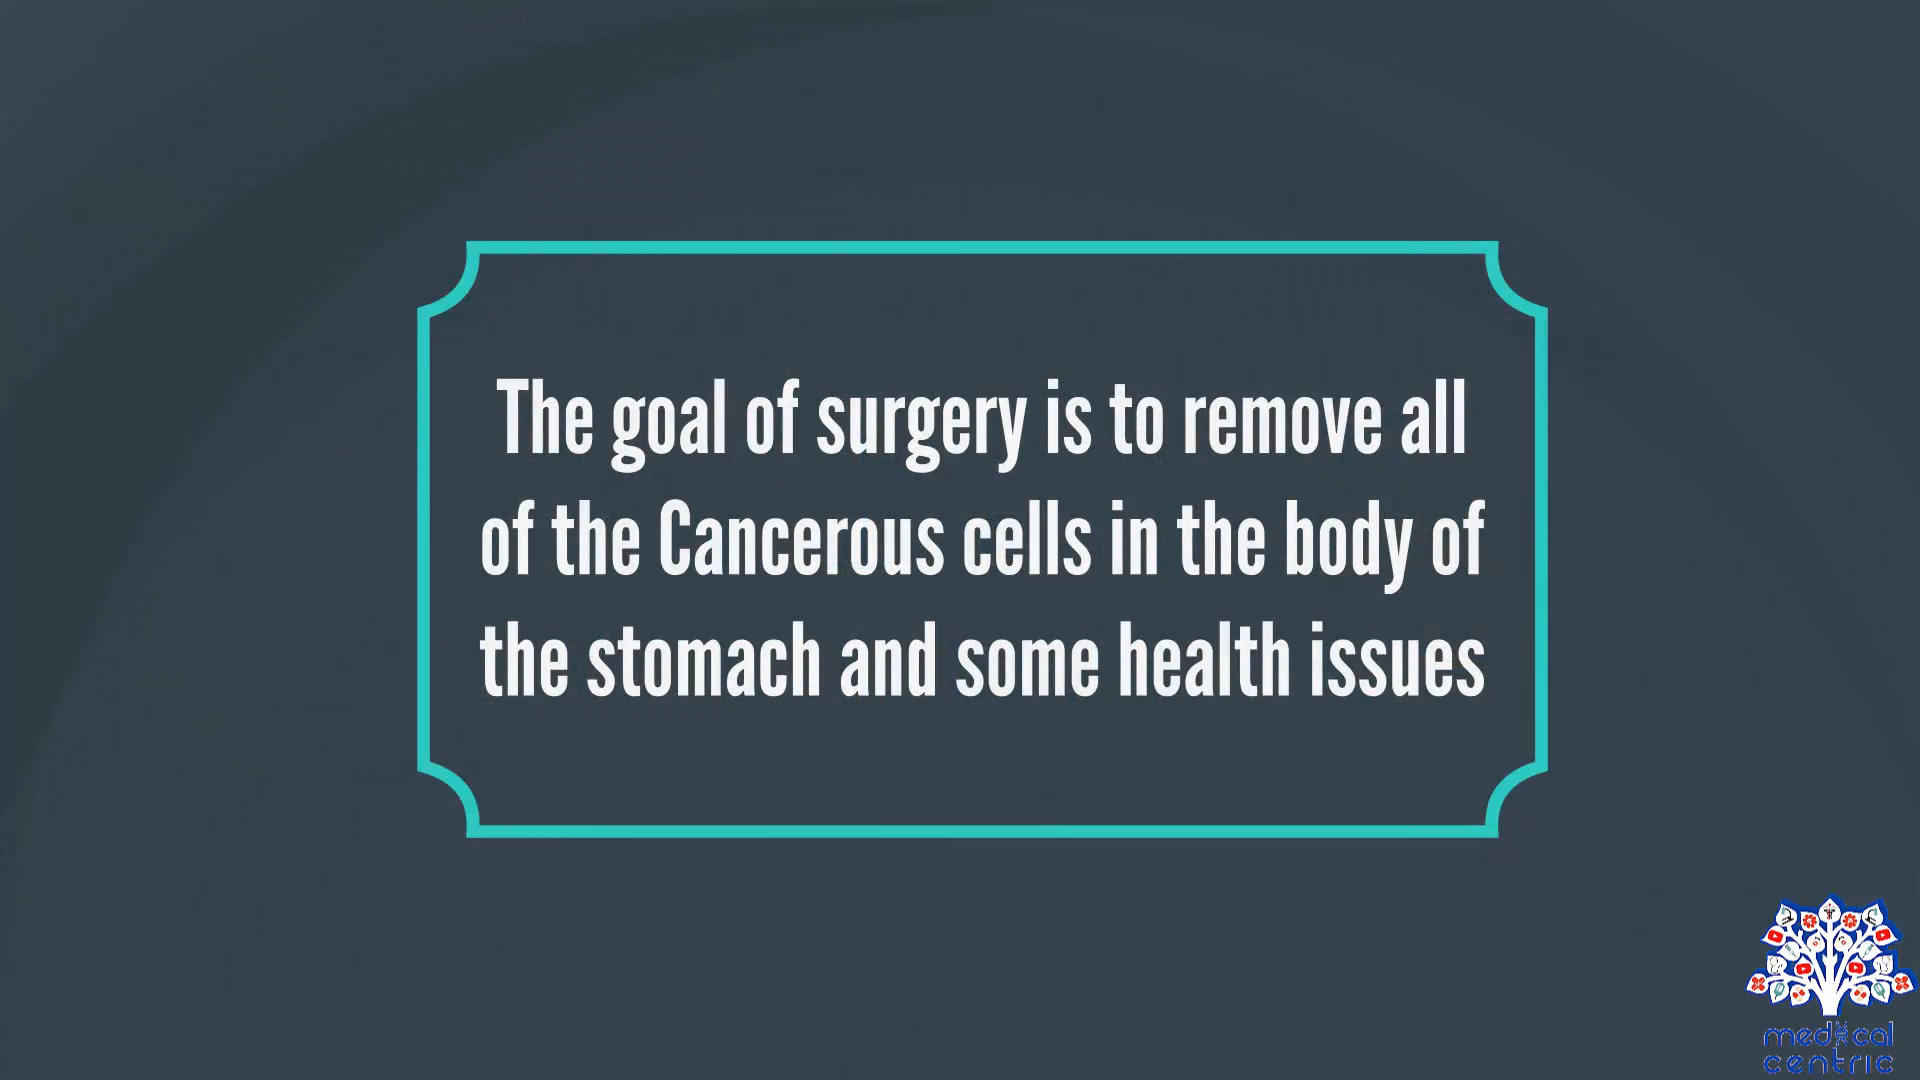 The goal of surgery is to remove all
of the Cancerous cells in the body of
the stomach and some health issues
medical
centric